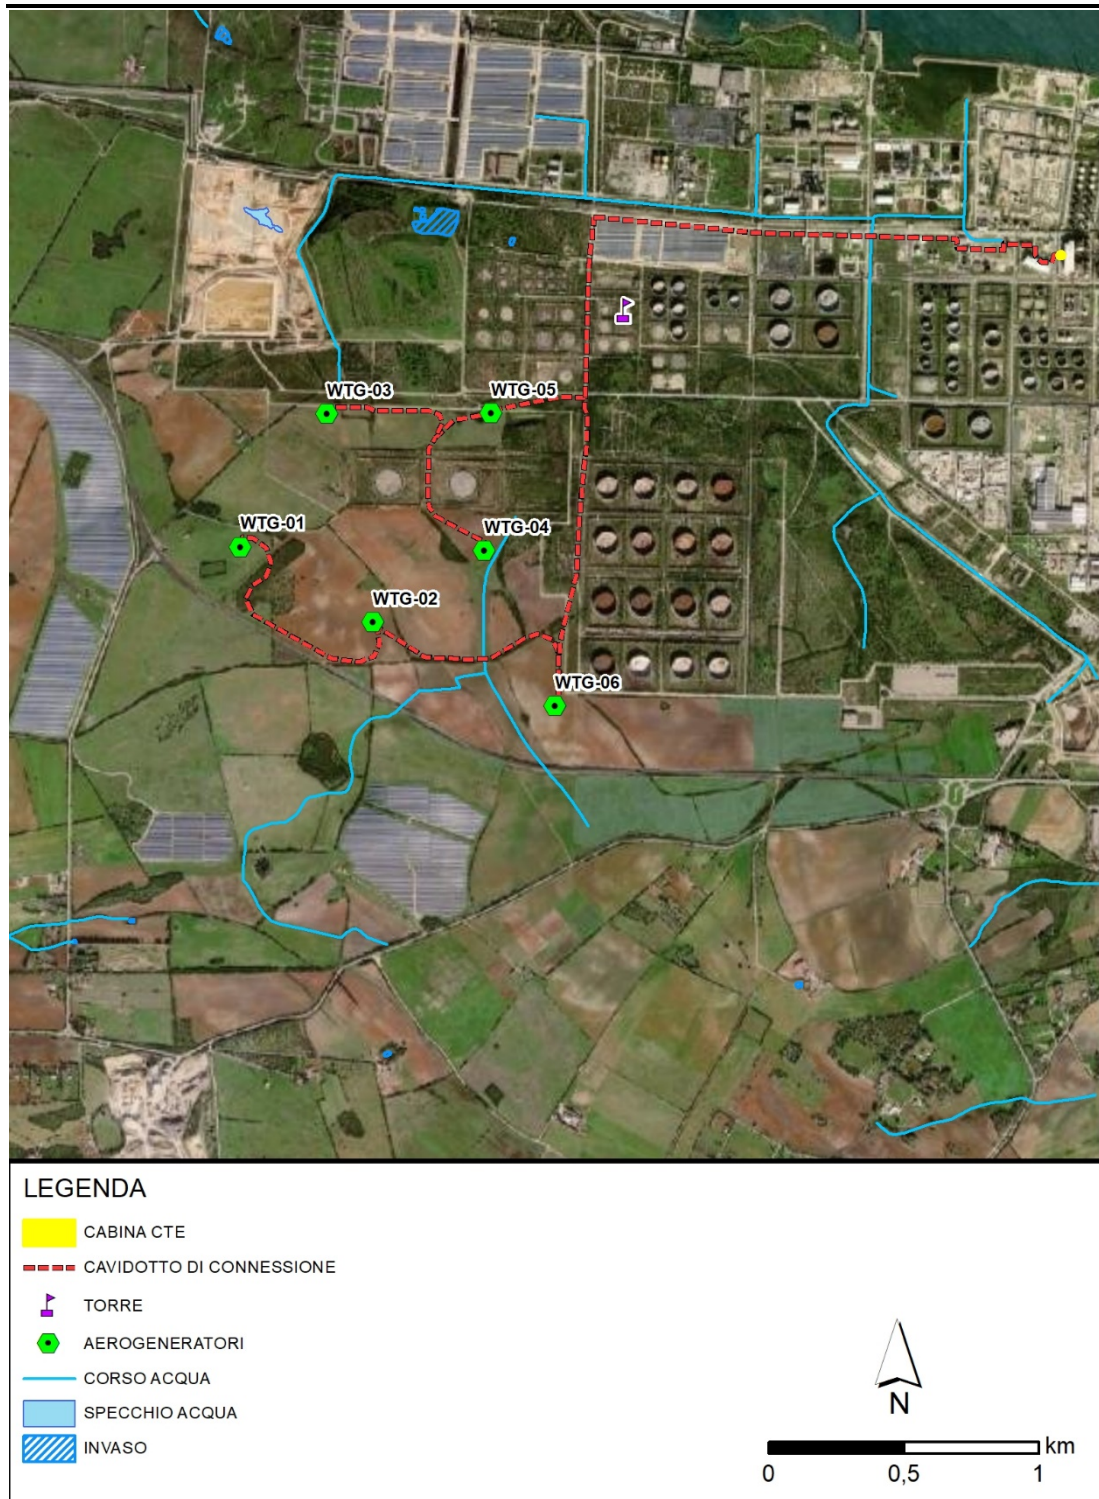 WTG-03
WTG-05
WTG-01
WTG-04
WTG-02
WTG-06
LEGENDA
CABINA CTE
CAVIDOTTO DI CONNESSIONE
TORRE
AEROGENERATORI
CORSO ACQUA
SPECCHIO ACQUA
INVASO
N
km
0 0,5 1